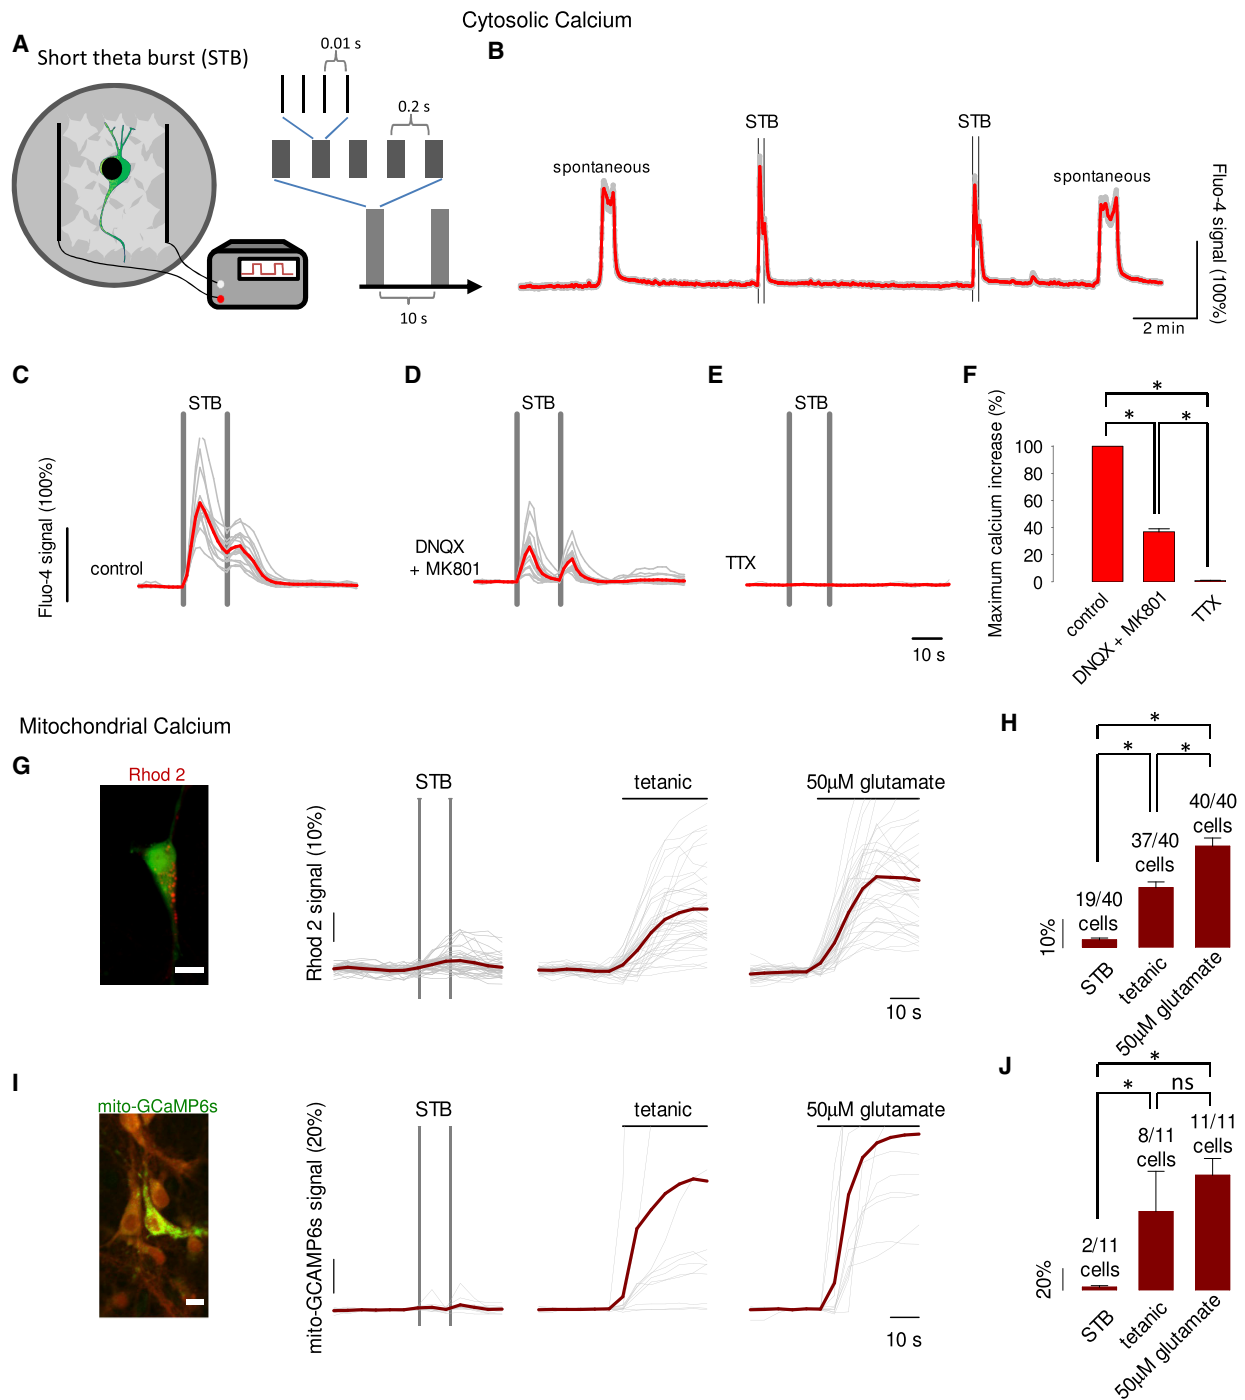 Cytosolic Calcium
A
Short theta burst (STB)
0.01 s
0.2 s
10 s
B
spontaneous
STB
STB
spontaneous
Fluo-4 signal (100%)
2 min
C
STB
Fluo-4 signal (100%)
control
D
STB
DNQX
+ MK801
E
STB
TTX
10 s
F
Maximum calcium increase (%)
100
80
60
40
20
0
control
DNQX + MK801
TTX
*
*
*
Mitochondrial Calcium
G
Rhod 2
Rhod 2 signal (10%)
STB
tetanic
50µM glutamate
10 s
H
*
*
*
19/40
cells
37/40
cells
40/40
cells
10%
STB
tetanic
50µM glutamate
I
mito-GCaMP6s
mito-GCAMP6s signal (20%)
STB
tetanic
50µM glutamate
10 s
J
*
*
ns
2/11
cells
8/11
cells
11/11
cells
20%
STB
tetanic
50µM glutamate